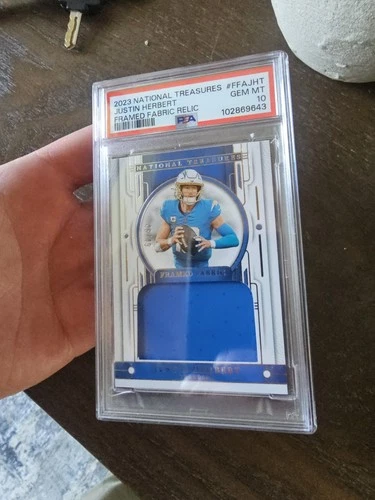 2023 NATIONAL TREASURES #FFAJHT
JUSTIN HERBERT GEM MT
FRAMED FABRIC RELIC 10
PSA 102869643
NATIONAL TREASURES
FRAMED FABRIC